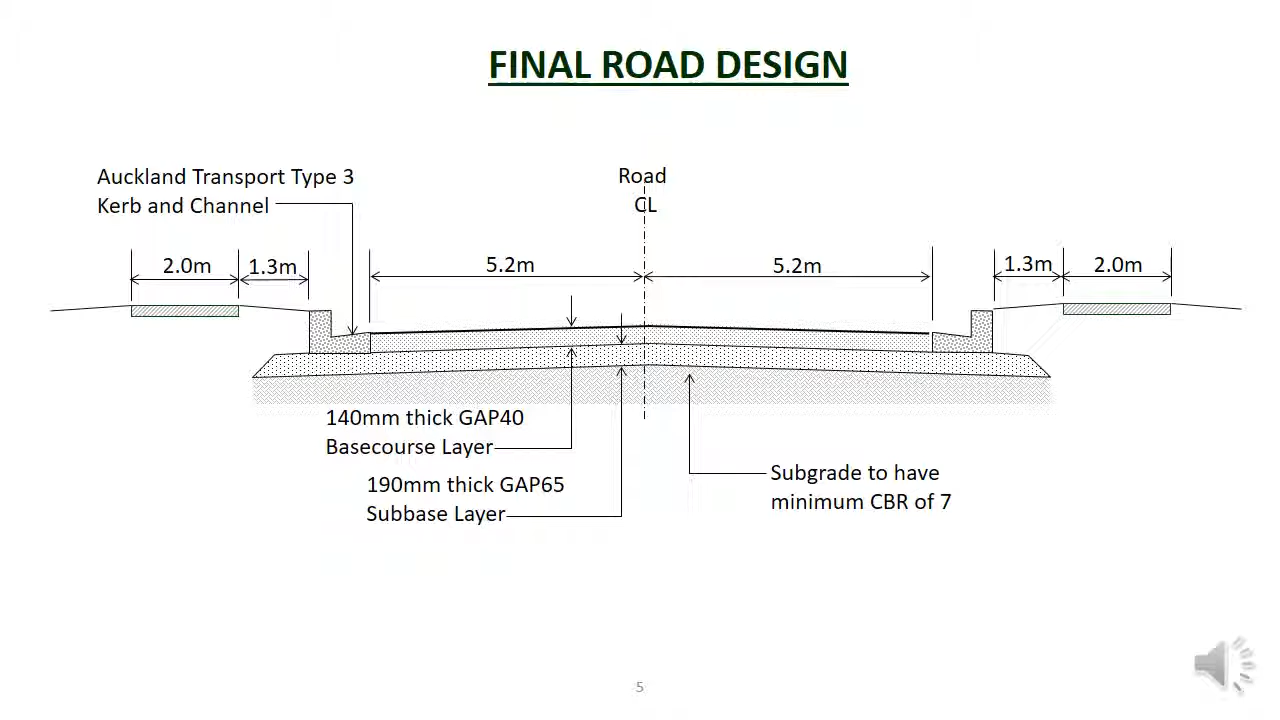 FINAL ROAD DESIGN
Auckland Transport Type 3
Kerb and Channel
Road
CL
2.0m
1.3m
5.2m
5.2m
1.3m
2.0m
140mm thick GAP40
Basecourse Layer
190mm thick GAP65
Subbase Layer
Subgrade to have
minimum CBR of 7
5